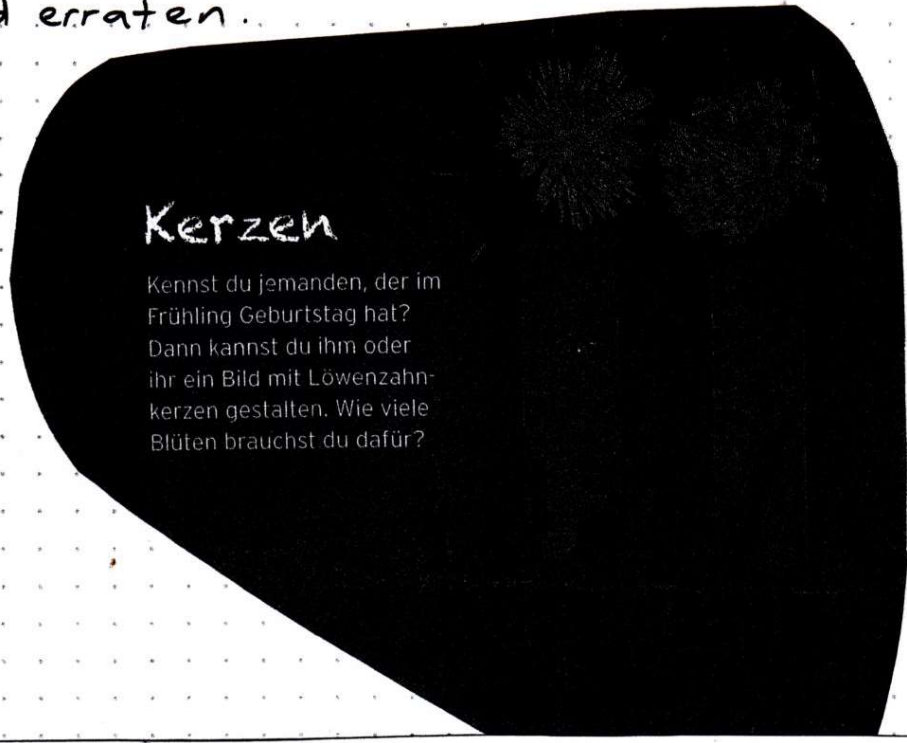 erraten.
Kerzen
Kennst du jemanden, der im
Frühling Geburtstag hat?
Dann kannst du ihm oder
ihr ein Bild mit Löwenzahn-
kerzen gestalten. Wie viele
Blüten brauchst du dafür?